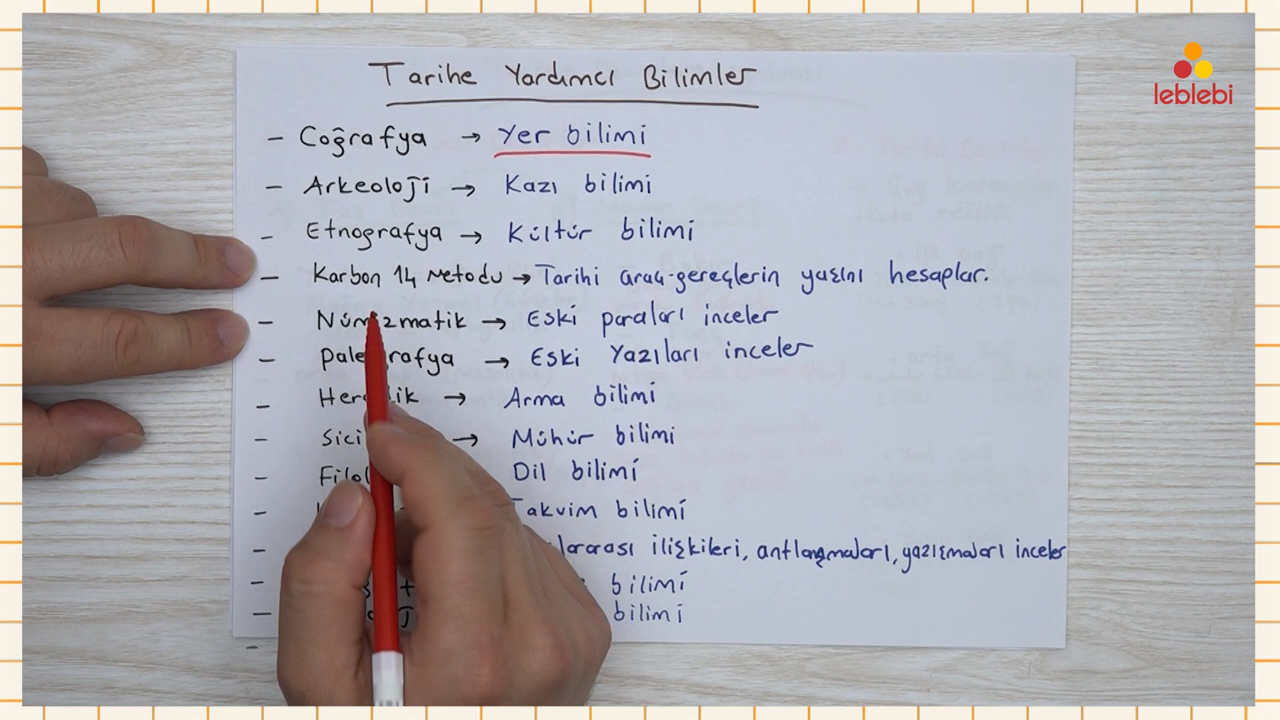 leblebi
Tarihe Yardımcı Bilimler
- Coğrafya → Yer bilimi
- Arkeoloji → Kazı bilimi
- Etnografya → Kültür bilimi
- Karbon 14 Metodu → Tarihi araç-gereçlerin yaşını hesaplar.
- → Eski paraları inceler
- → Eski Yazıları inceler
- → Arma bilimi
- → Mühür bilimi
- Dil bilimi
- Takvim bilimi
- ilişkileri, antlaşmaları, yazışmaları inceler
- bilimi
- bilimi
-